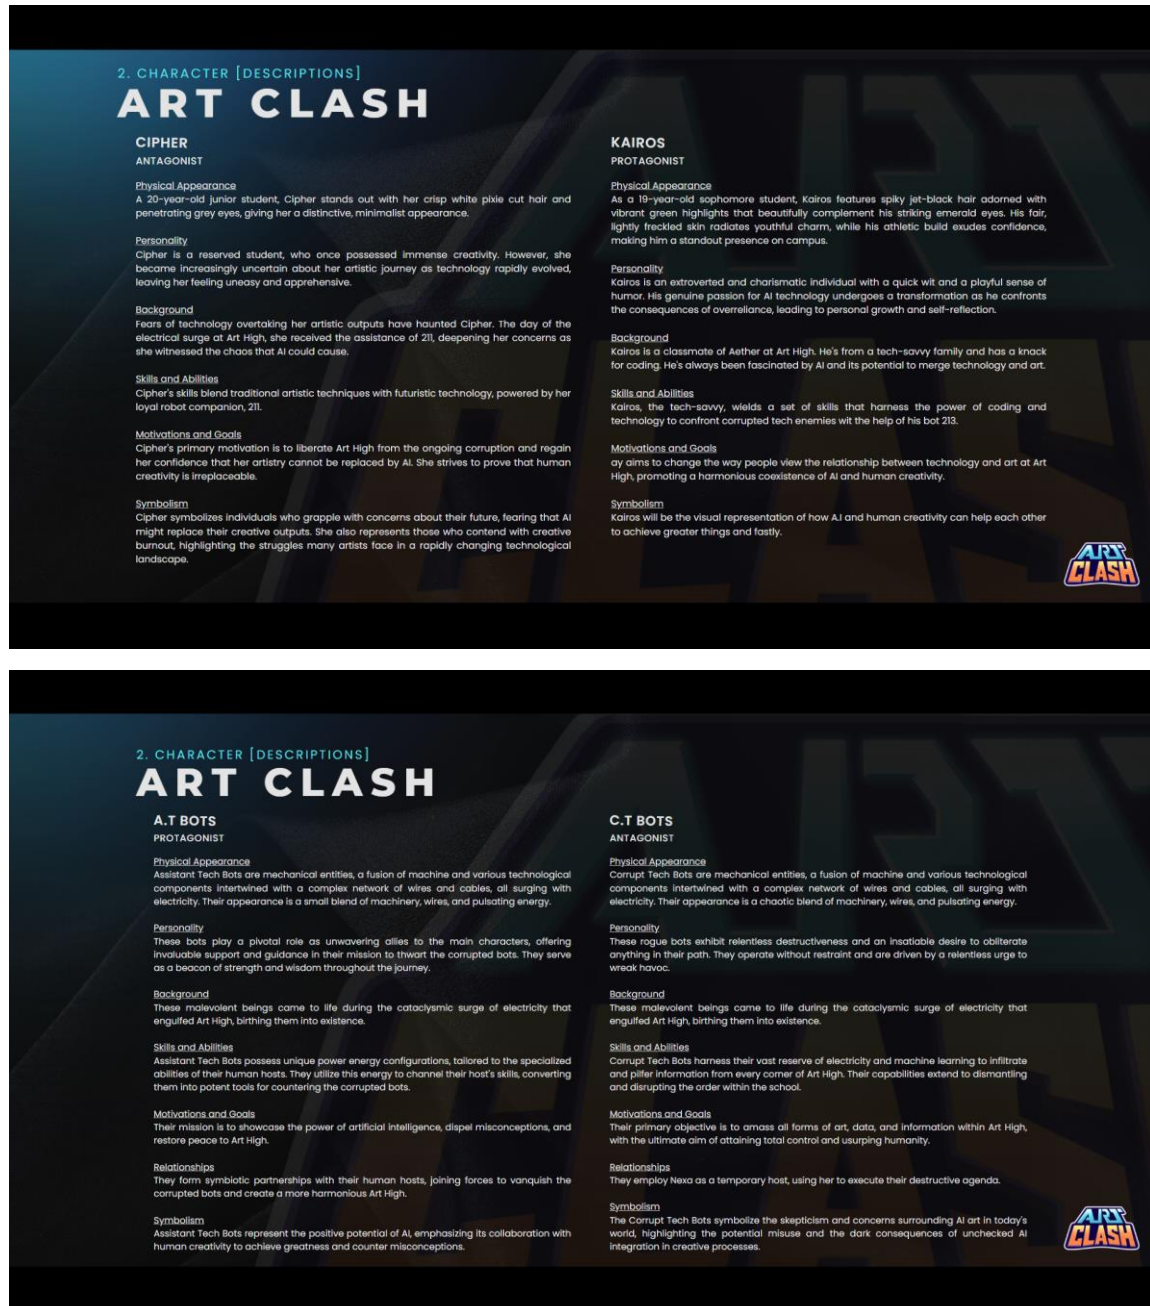 2. CHARACTER [DESCRIPTIONS]
ART CLASH
CIPHER
ANTAGONIST
Physical Appearance
A 20-year-old junior student, Cipher stands out with her crisp white pixie cut hair and
penetrating grey eyes, giving her a distinctive, minimalist appearance.
Personality
Cipher is a reserved student, who once possessed immense creativity. However, she
became increasingly uncertain about her artistic journey as technology rapidly evolved,
leaving her feeling uneasy and apprehensive.
Background
Fears of technology overtaking her artistic outputs have haunted Cipher. The day of the
electrical surge at Art High, she received the assistance of 211, deepening her concerns as
she witnessed the chaos that AI could cause.
Skills and Abilities
Cipher's skills blend traditional artistic techniques with futuristic technology, powered by her
loyal robot companion, 211.
Motivations and Goals
Cipher's primary motivation is to liberate Art High from the ongoing corruption and regain
her confidence that her artistry cannot be replaced by AI. She strives to prove that human
creativity is irreplaceable.
Symbolism
Cipher symbolizes individuals who grapple with concerns about their future, fearing that AI
might replace their creative outputs. She also represents those who contend with creative
burnout, highlighting the struggles many artists face in a rapidly changing technological
landscape.
KAIROS
PROTAGONIST
Physical Appearance
As a 19-year-old sophomore student, Kairos features spiky jet-black hair adorned with
vibrant green highlights that beautifully complement his striking emerald eyes. His fair,
lightly freckled skin radiates youthful charm, while his athletic build exudes confidence,
making him a standout presence on campus.
Personality
Kairos is an extroverted and charismatic individual with a quick wit and a playful sense of
humor. His genuine passion for AI technology undergoes a transformation as he confronts
the consequences of overreliance, leading to personal growth and self-reflection.
Background
Kairos is a classmate of Aether at Art High. He's from a tech-savvy family and has a knack
for coding. He's always been fascinated by AI and its potential to merge technology and art.
Skills and Abilities
Kairos, the tech-savvy, wields a set of skills that harness the power of coding and
technology to confront corrupted tech enemies wit the help of his bot 213.
Motivations and Goals
ay aims to change the way people view the relationship between technology and art at Art
High, promoting a harmonious coexistence of AI and human creativity.
Symbolism
Kairos will be the visual representation of how A.I and human creativity can help each other
to achieve greater things and fastly.
ART
CLASH
2. CHARACTER [DESCRIPTIONS]
ART CLASH
A.T BOTS
PROTAGONIST
Physical Appearance
Assistant Tech Bots are mechanical entities, a fusion of machine and various technological
components intertwined with a complex network of wires and cables, all surging with
electricity. Their appearance is a small blend of machinery, wires, and pulsating energy.
Personality
These bots play a pivotal role as unwavering allies to the main characters, offering
invaluable support and guidance in their mission to thwart the corrupted bots. They serve
as a beacon of strength and wisdom throughout the journey.
Background
These malevolent beings came to life during the cataclysmic surge of electricity that
engulfed Art High, birthing them into existence.
Skills and Abilities
Assistant Tech Bots possess unique power energy configurations, tailored to the specialized
abilities of their human hosts. They utilize this energy to channel their host's skills, converting
them into potent tools for countering the corrupted bots.
Motivations and Goals
Their mission is to showcase the power of artificial intelligence, dispel misconceptions, and
restore peace to Art High.
Relationships
They form symbiotic partnerships with their human hosts, joining forces to vanquish the
corrupted bots and create a more harmonious Art High.
Symbolism
Assistant Tech Bots represent the positive potential of AI, emphasizing its collaboration with
human creativity to achieve greatness and counter misconceptions.
C.T BOTS
ANTAGONIST
Physical Appearance
Corrupt Tech Bots are mechanical entities, a fusion of machine and various technological
components intertwined with a complex network of wires and cables, all surging with
electricity. Their appearance is a chaotic blend of machinery, wires, and pulsating energy.
Personality
These rogue bots exhibit relentless destructiveness and an insatiable desire to obliterate
anything in their path. They operate without restraint and are driven by a relentless urge to
wreak havoc.
Background
These malevolent beings came to life during the cataclysmic surge of electricity that
engulfed Art High, birthing them into existence.
Skills and Abilities
Corrupt Tech Bots harness their vast reserve of electricity and machine learning to infiltrate
and pilfer information from every corner of Art High. Their capabilities extend to dismantling
and disrupting the order within the school.
Motivations and Goals
Their primary objective is to amass all forms of art, data, and information within Art High,
with the ultimate aim of attaining total control and usurping humanity.
Relationships
They employ Nexa as a temporary host, using her to execute their destructive agenda.
Symbolism
The Corrupt Tech Bots symbolize the skepticism and concerns surrounding AI art in today's
world, highlighting the potential misuse and the dark consequences of unchecked AI
integration in creative processes.
ART
CLASH